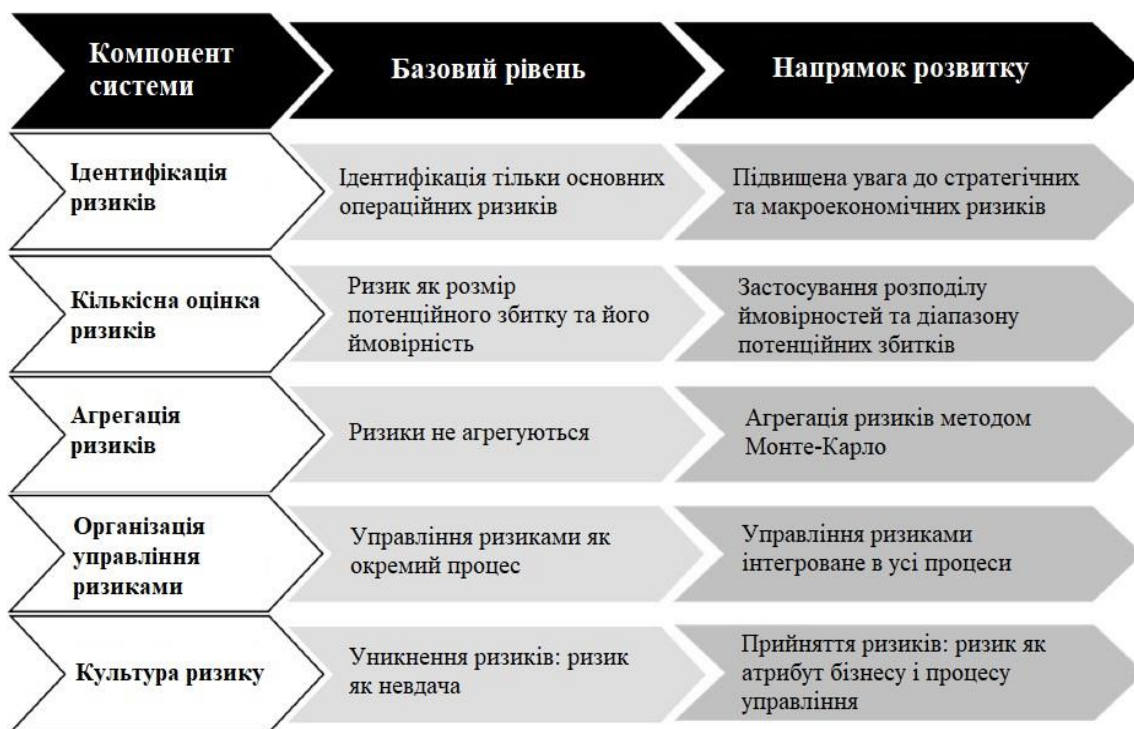 Компонент
системи
Базовий рівень
Напрямок розвитку
Ідентифікація
ризиків
Ідентифікація тільки основних
операційних ризиків
Підвищена увага до стратегічних
та макроекономічних ризиків
Кількісна оцінка
ризиків
Ризик як розмір
потенційного збитку та його
ймовірність
Застосування розподілу
ймовірностей та діапазону
потенційних збитків
Агрегація
ризиків
Ризики не агрегуються
Агрегація ризиків методом
Монте-Карло
Організація
управління
ризиками
Управління ризиками як
окремий процес
Управління ризиками
інтегроване в усі процеси
Культура ризику
Уникнення ризиків: ризик
як невдача
Прийняття ризиків: ризик як
атрибут бізнесу і процесу
управління